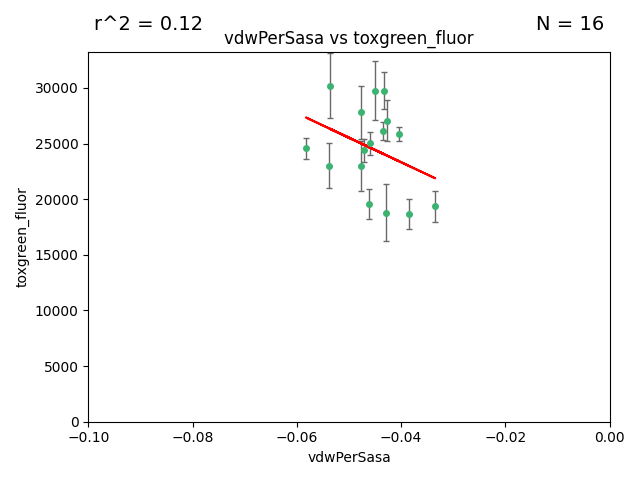 r^2 = 0.12
N = 16
vdwPerSasa vs toxgreen_fluor
toxgreen_fluor
30000
25000
20000
15000
10000
5000
0
−0.10
−0.08
−0.06
−0.04
−0.02
0.00
vdwPerSasa